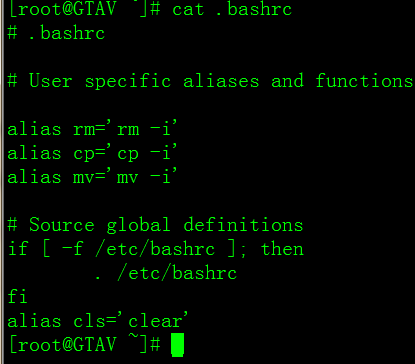 [root@GTAV ~]# cat .bashrc
# .bashrc

# User specific aliases and functions

alias rm='rm -i'
alias cp='cp -i'
alias mv='mv -i'

# Source global definitions
if [ -f /etc/bashrc ]; then
        . /etc/bashrc
fi
alias cls='clear'
[root@GTAV ~]#